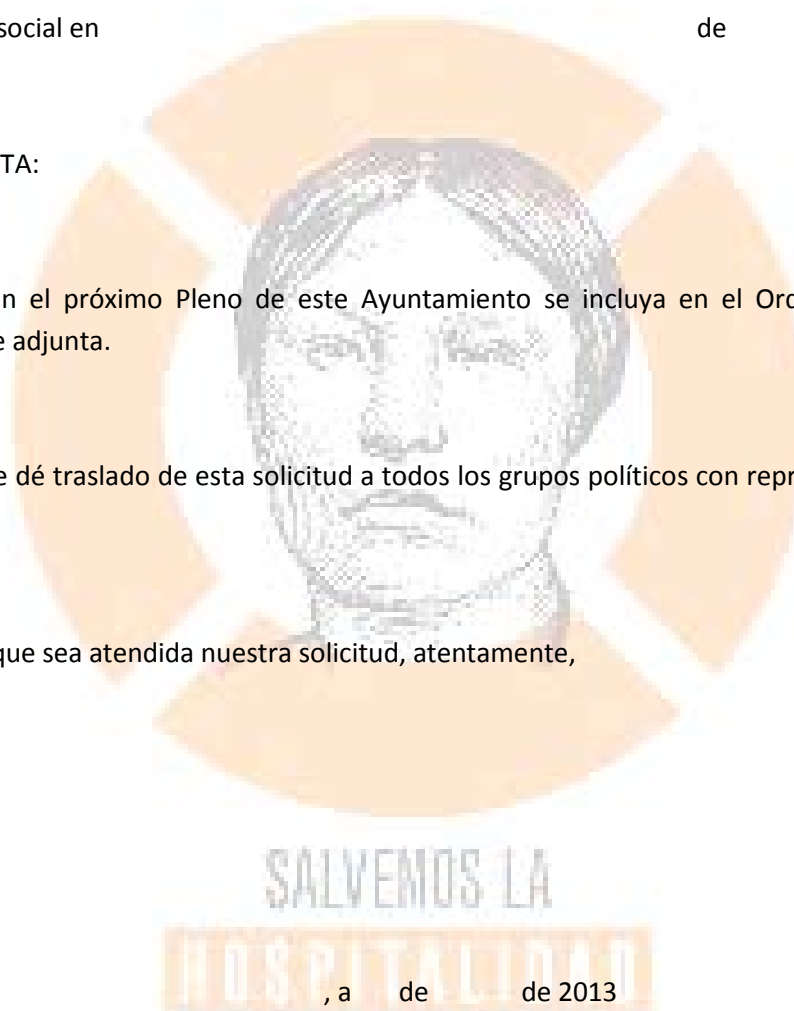 social en de
TA:
n el próximo Pleno de este Ayuntamiento se incluya en el Ord
e adjunta.
e dé traslado de esta solicitud a todos los grupos políticos con repr
que sea atendida nuestra solicitud, atentamente,
SALVEMOS LA
HOSPITALIDAD
, a de de 2013